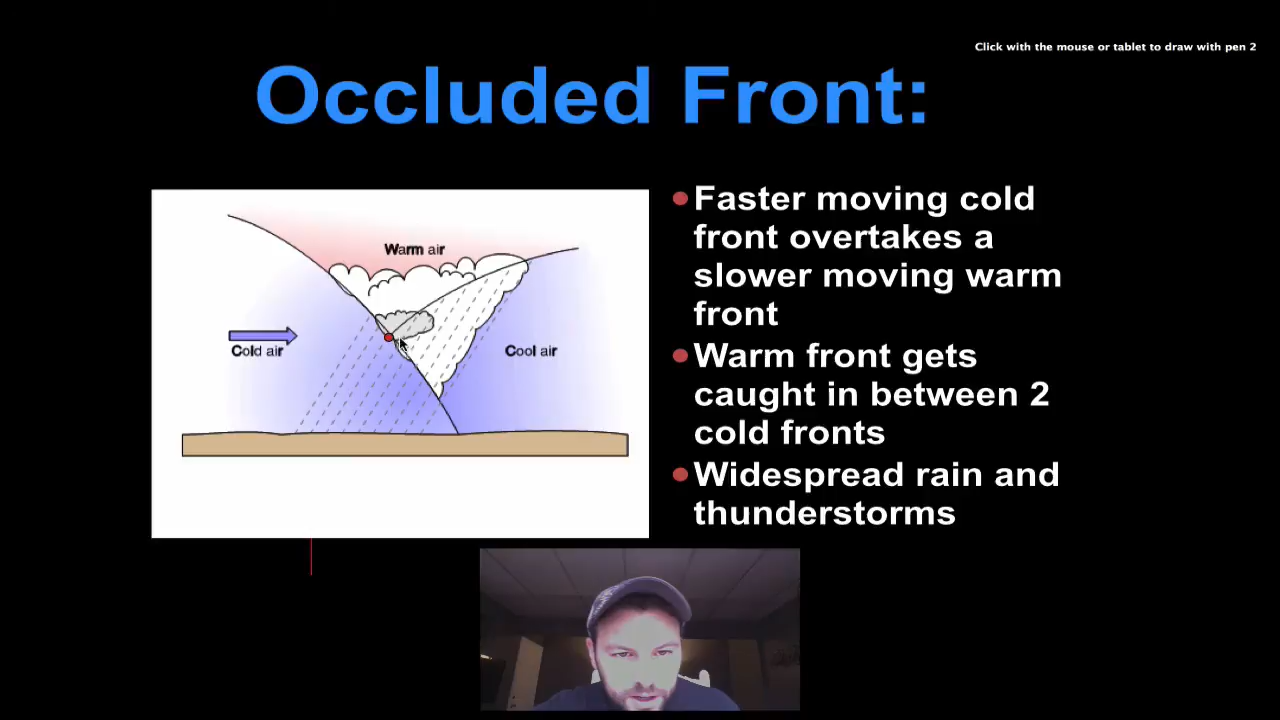 Click with the mouse or tablet to draw with pen 2
Occluded Front:
Warm air
Cold air
Cool air
Faster moving cold
front overtakes a
slower moving warm
front
Warm front gets
caught in between 2
cold fronts
Widespread rain and
thunderstorms